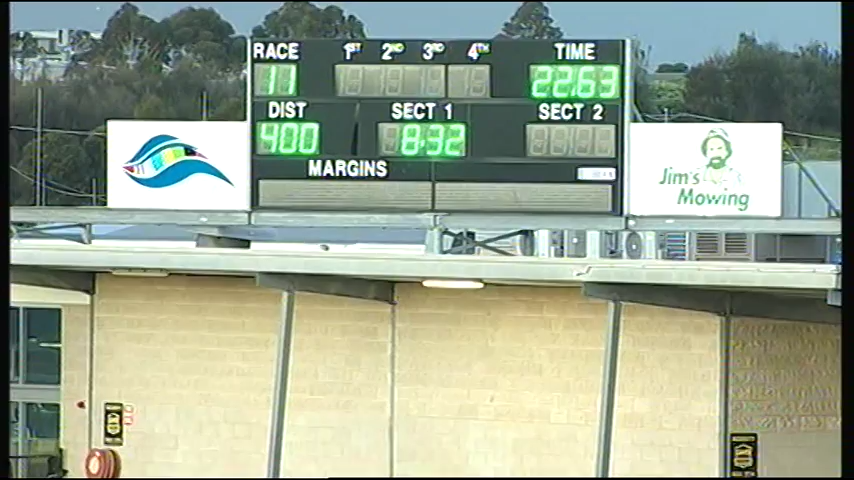 RACE 1ST 2ND 3RD 4TH TIME
11 22.63
DIST SECT 1 SECT 2
400 8:32
MARGINS
Jim's
Mowing